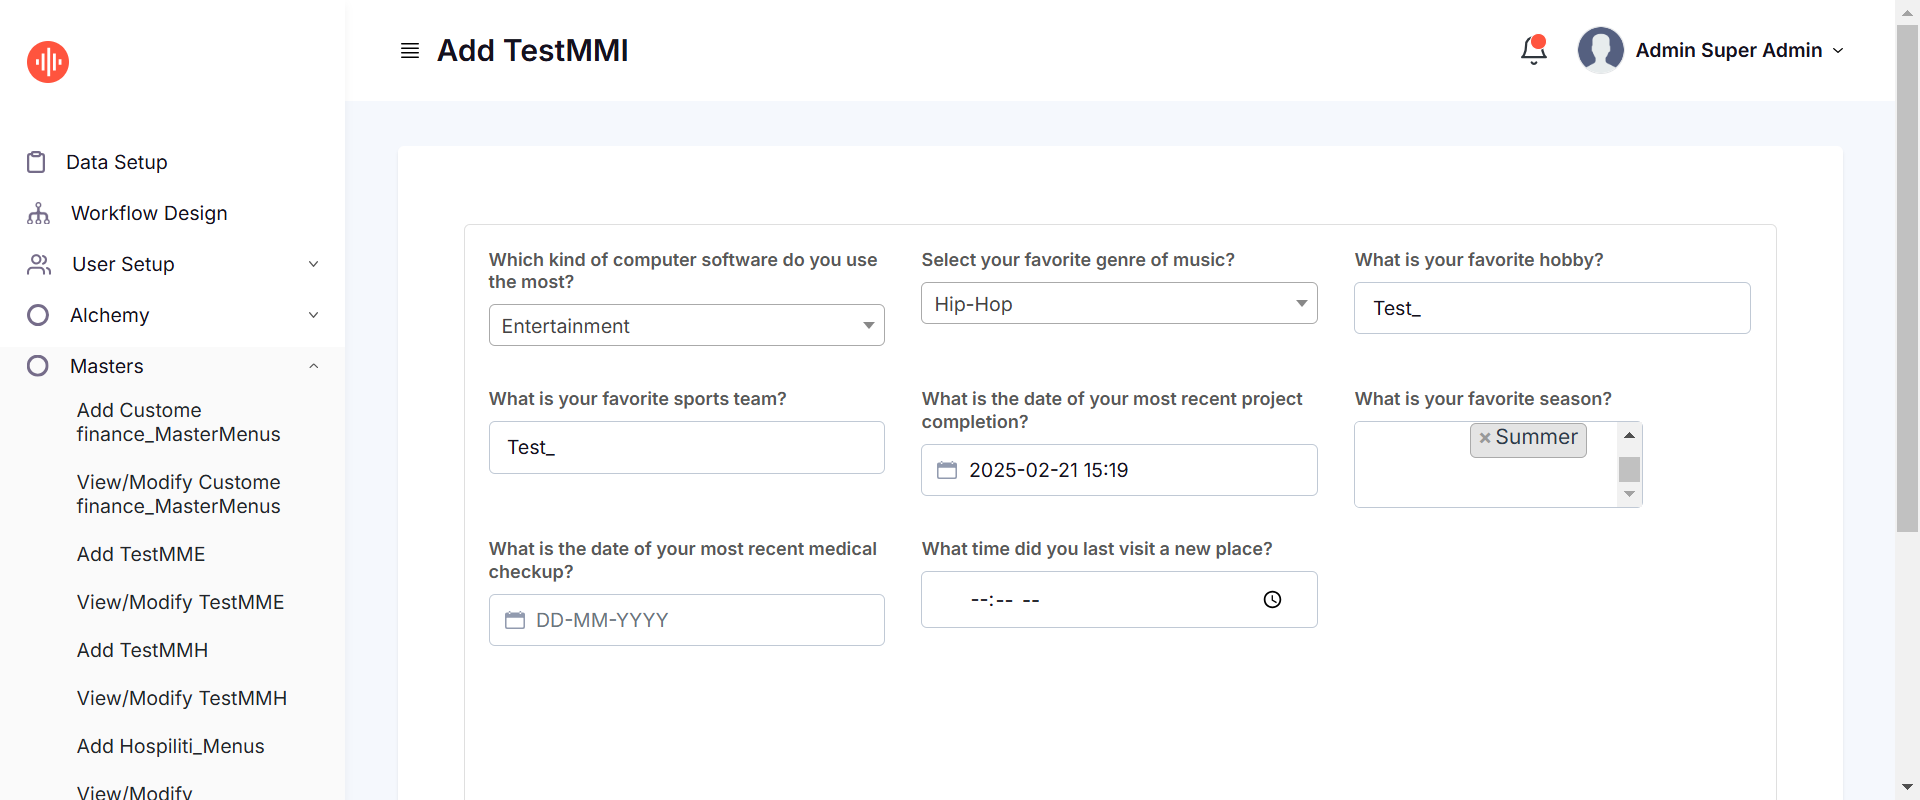 Add TestMMI
Admin Super Admin
Data Setup
Workflow Design
User Setup
Alchemy
Masters
Add Custome
finance_MasterMenus
View/Modify Custome
finance_MasterMenus
Add TestMME
View/Modify TestMME
Add TestMMH
View/Modify TestMMH
Add Hospiliti_Menus
View/Modify
Which kind of computer software do you use
the most?
Entertainment
Select your favorite genre of music?
Hip-Hop
What is your favorite hobby?
Test_
What is your favorite sports team?
Test_
What is the date of your most recent project
completion?
2025-02-21 15:19
What is your favorite season?
×Summer
What is the date of your most recent medical
checkup?
DD-MM-YYYY
What time did you last visit a new place?
--:-- --